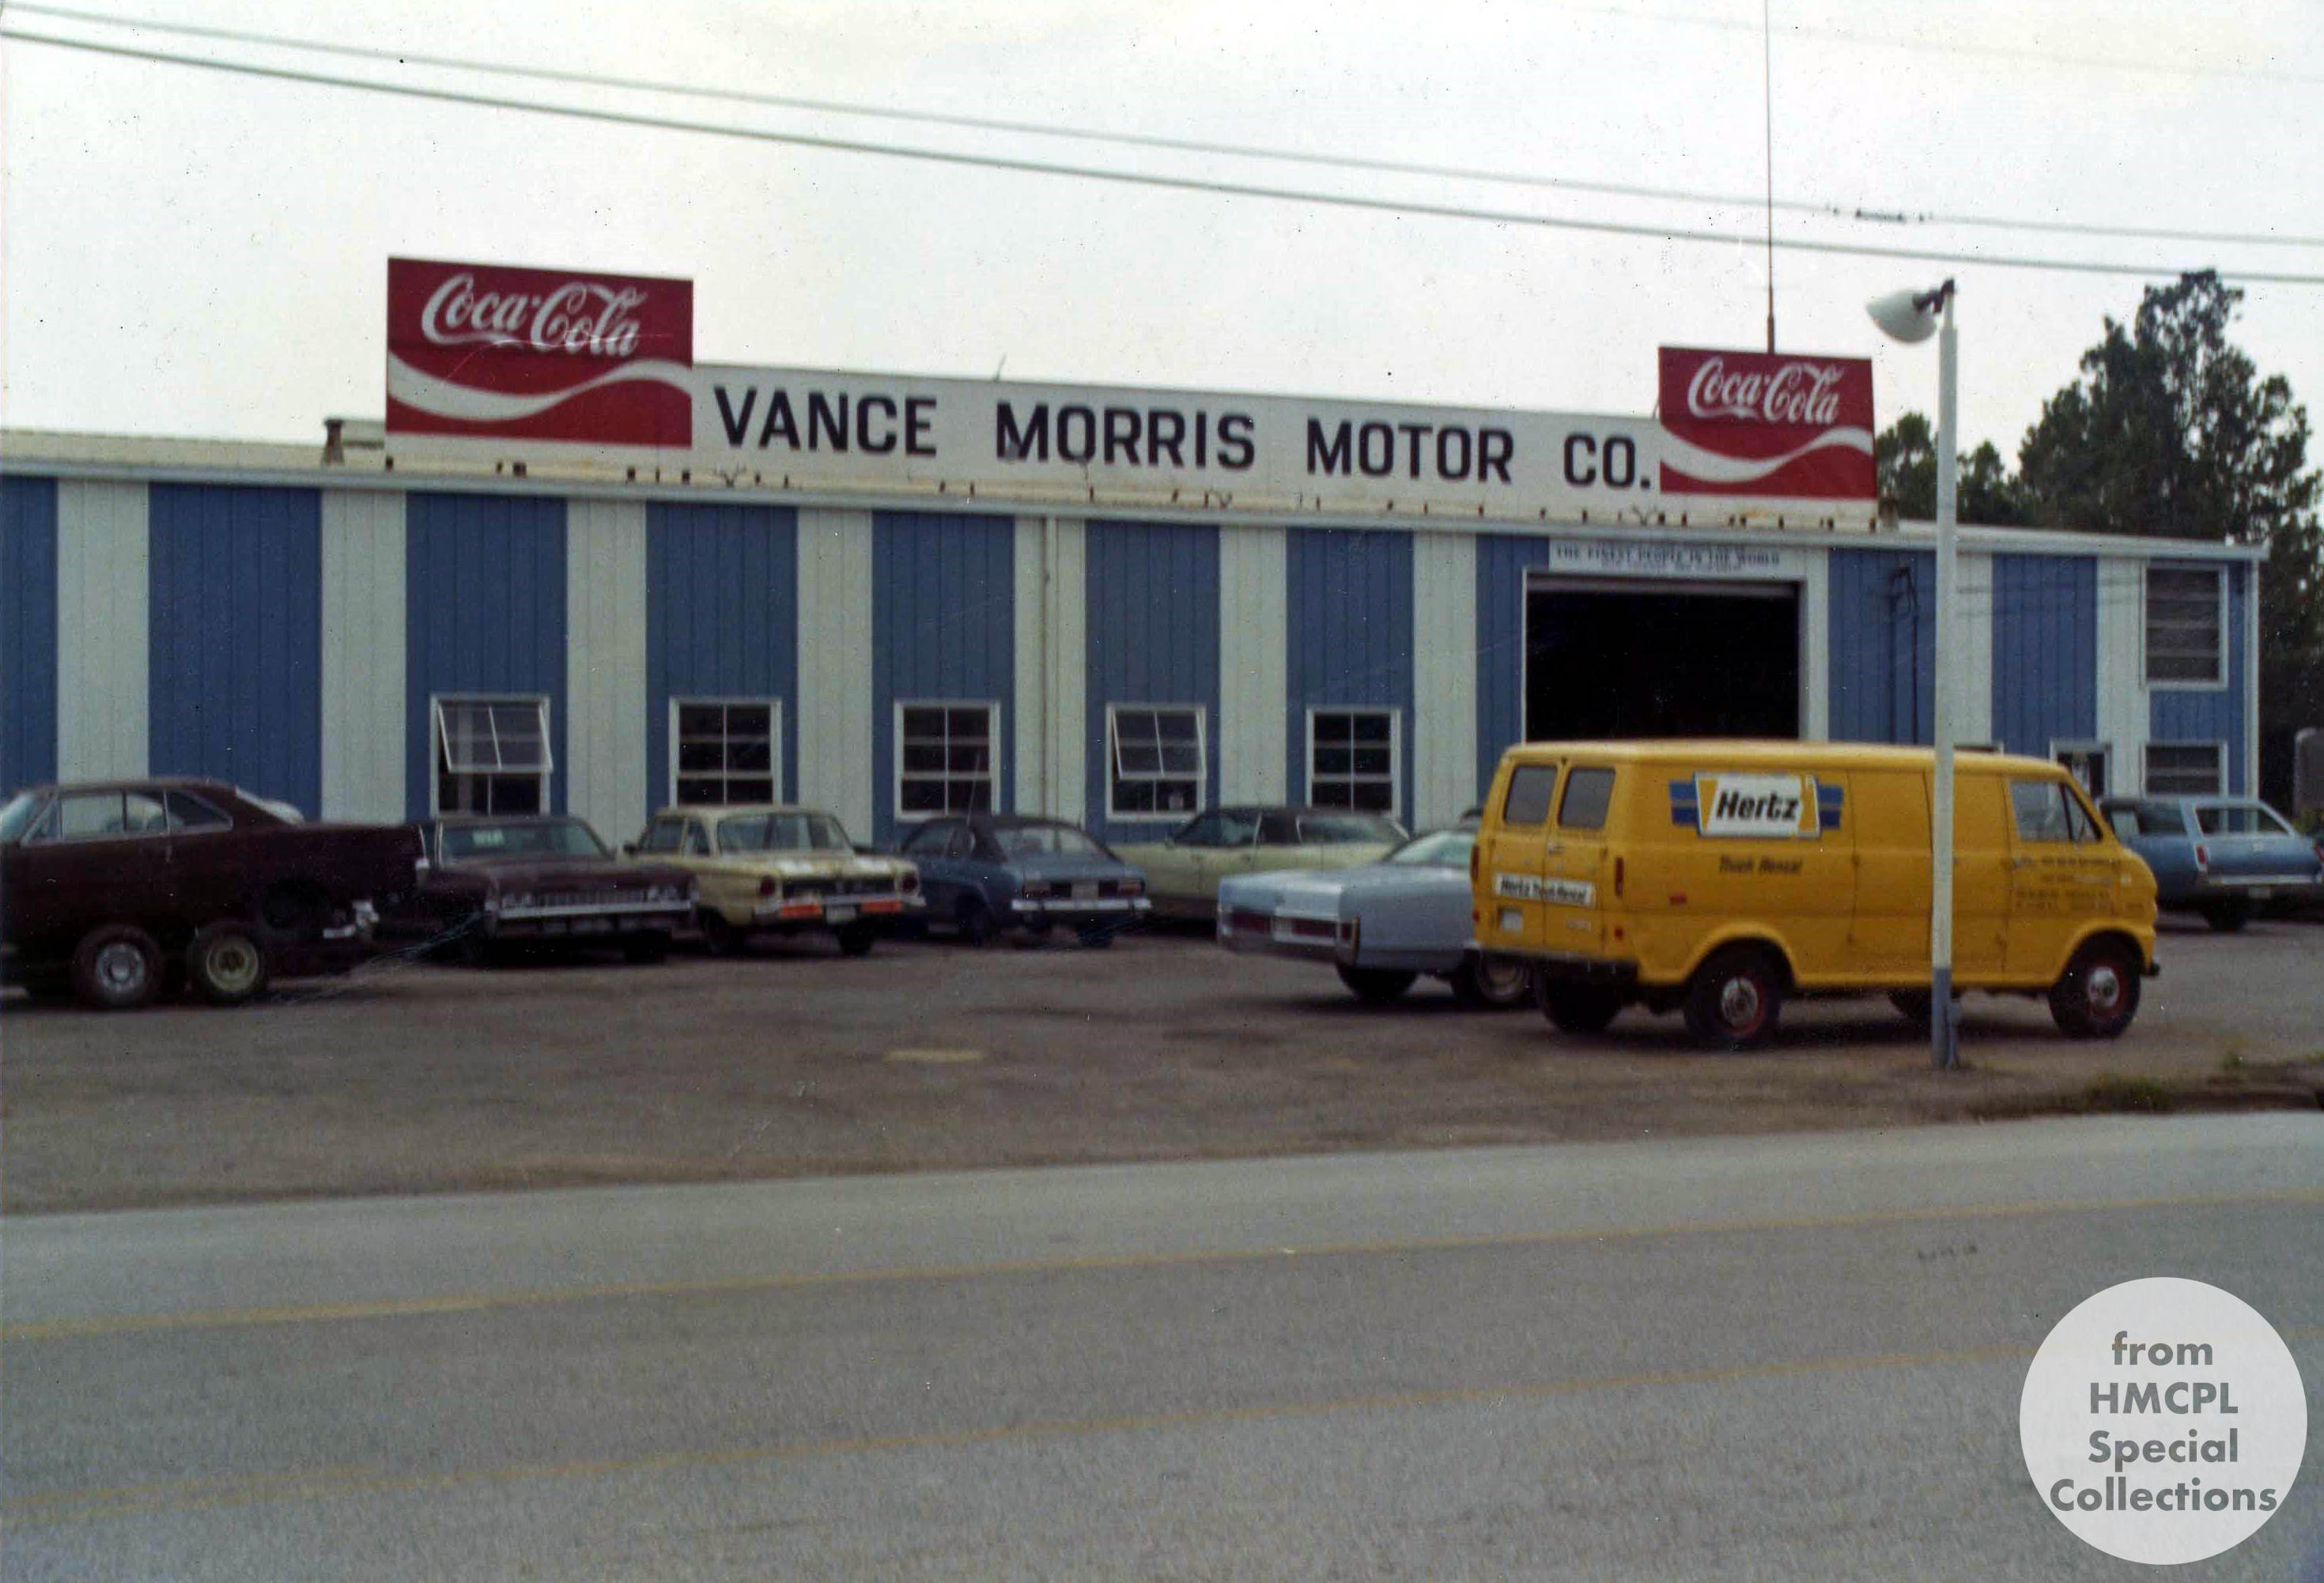 Coca-Cola
VANCE MORRIS MOTOR CO.
Coca-Cola
THE FINEST PEOPLE IN THE WORLD
Hertz
Truck Rental
Hertz Truck Rental
from
HMCPL
Special
Collections